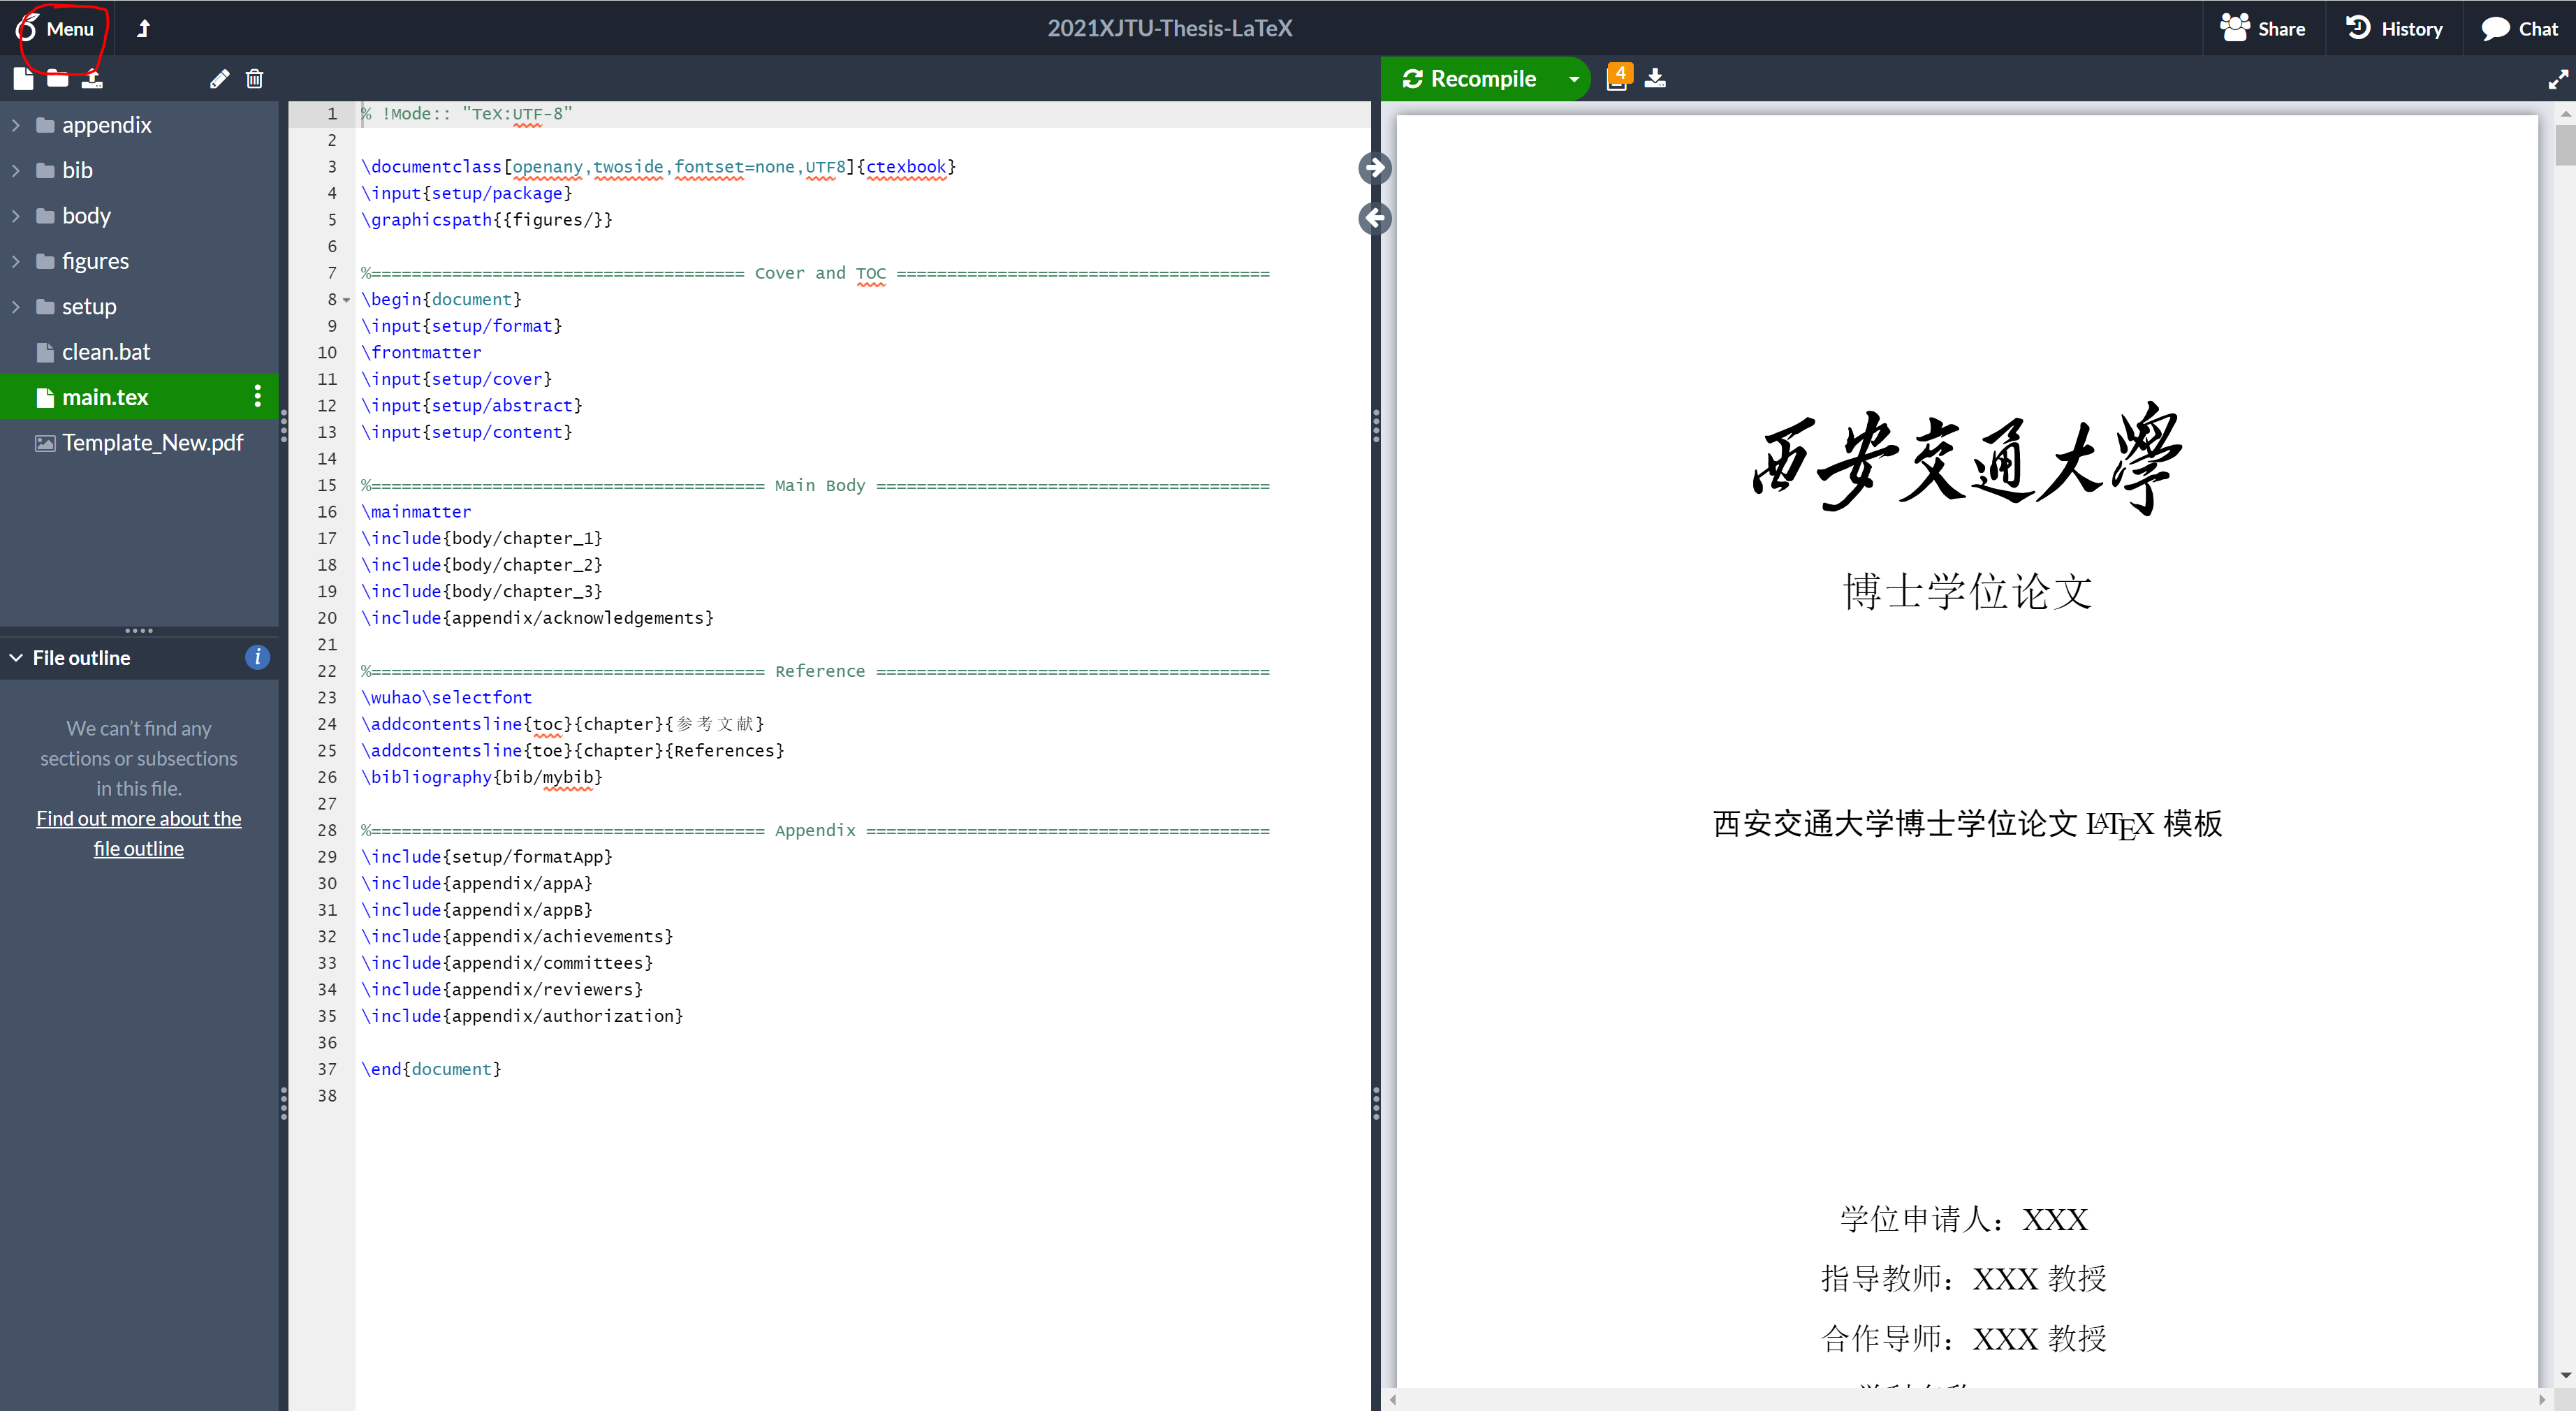 Menu
2021XJTU-Thesis-LaTeX
Share
History
Chat
Recompile
4
appendix
bib
body
figures
setup
clean.bat
main.tex
Template_New.pdf
File outline
i
We can't find any
sections or subsections
in this file.
Find out more about the
file outline
1 % !Mode:: "TeX:UTF-8"
2
3 \documentclass[openany,twoside,fontset=none,UTF8]{ctexbook}
4 \input{setup/package}
5 \graphicspath{{figures/}}
6
7 %===================================== Cover and TOC =====================================
8 \begin{document}
9 \input{setup/format}
10 \frontmatter
11 \input{setup/cover}
12 \input{setup/abstract}
13 \input{setup/content}
14
15 %======================================= Main Body =======================================
16 \mainmatter
17 \include{body/chapter_1}
18 \include{body/chapter_2}
19 \include{body/chapter_3}
20 \include{appendix/acknowledgements}
21
22 %======================================= Reference =======================================
23 \wuhao\selectfont
24 \addcontentsline{toc}{chapter}{参考文献}
25 \addcontentsline{toe}{chapter}{References}
26 \bibliography{bib/mybib}
27
28 %======================================= Appendix ========================================
29 \include{setup/formatApp}
30 \include{appendix/appA}
31 \include{appendix/appB}
32 \include{appendix/achievements}
33 \include{appendix/committees}
34 \include{appendix/reviewers}
35 \include{appendix/authorization}
36
37 \end{document}
38
西安交通大學
博士学位论文
西安交通大学博士学位论文 LATEX 模板
学位申请人：XXX
指导教师：XXX 教授
合作导师：XXX 教授